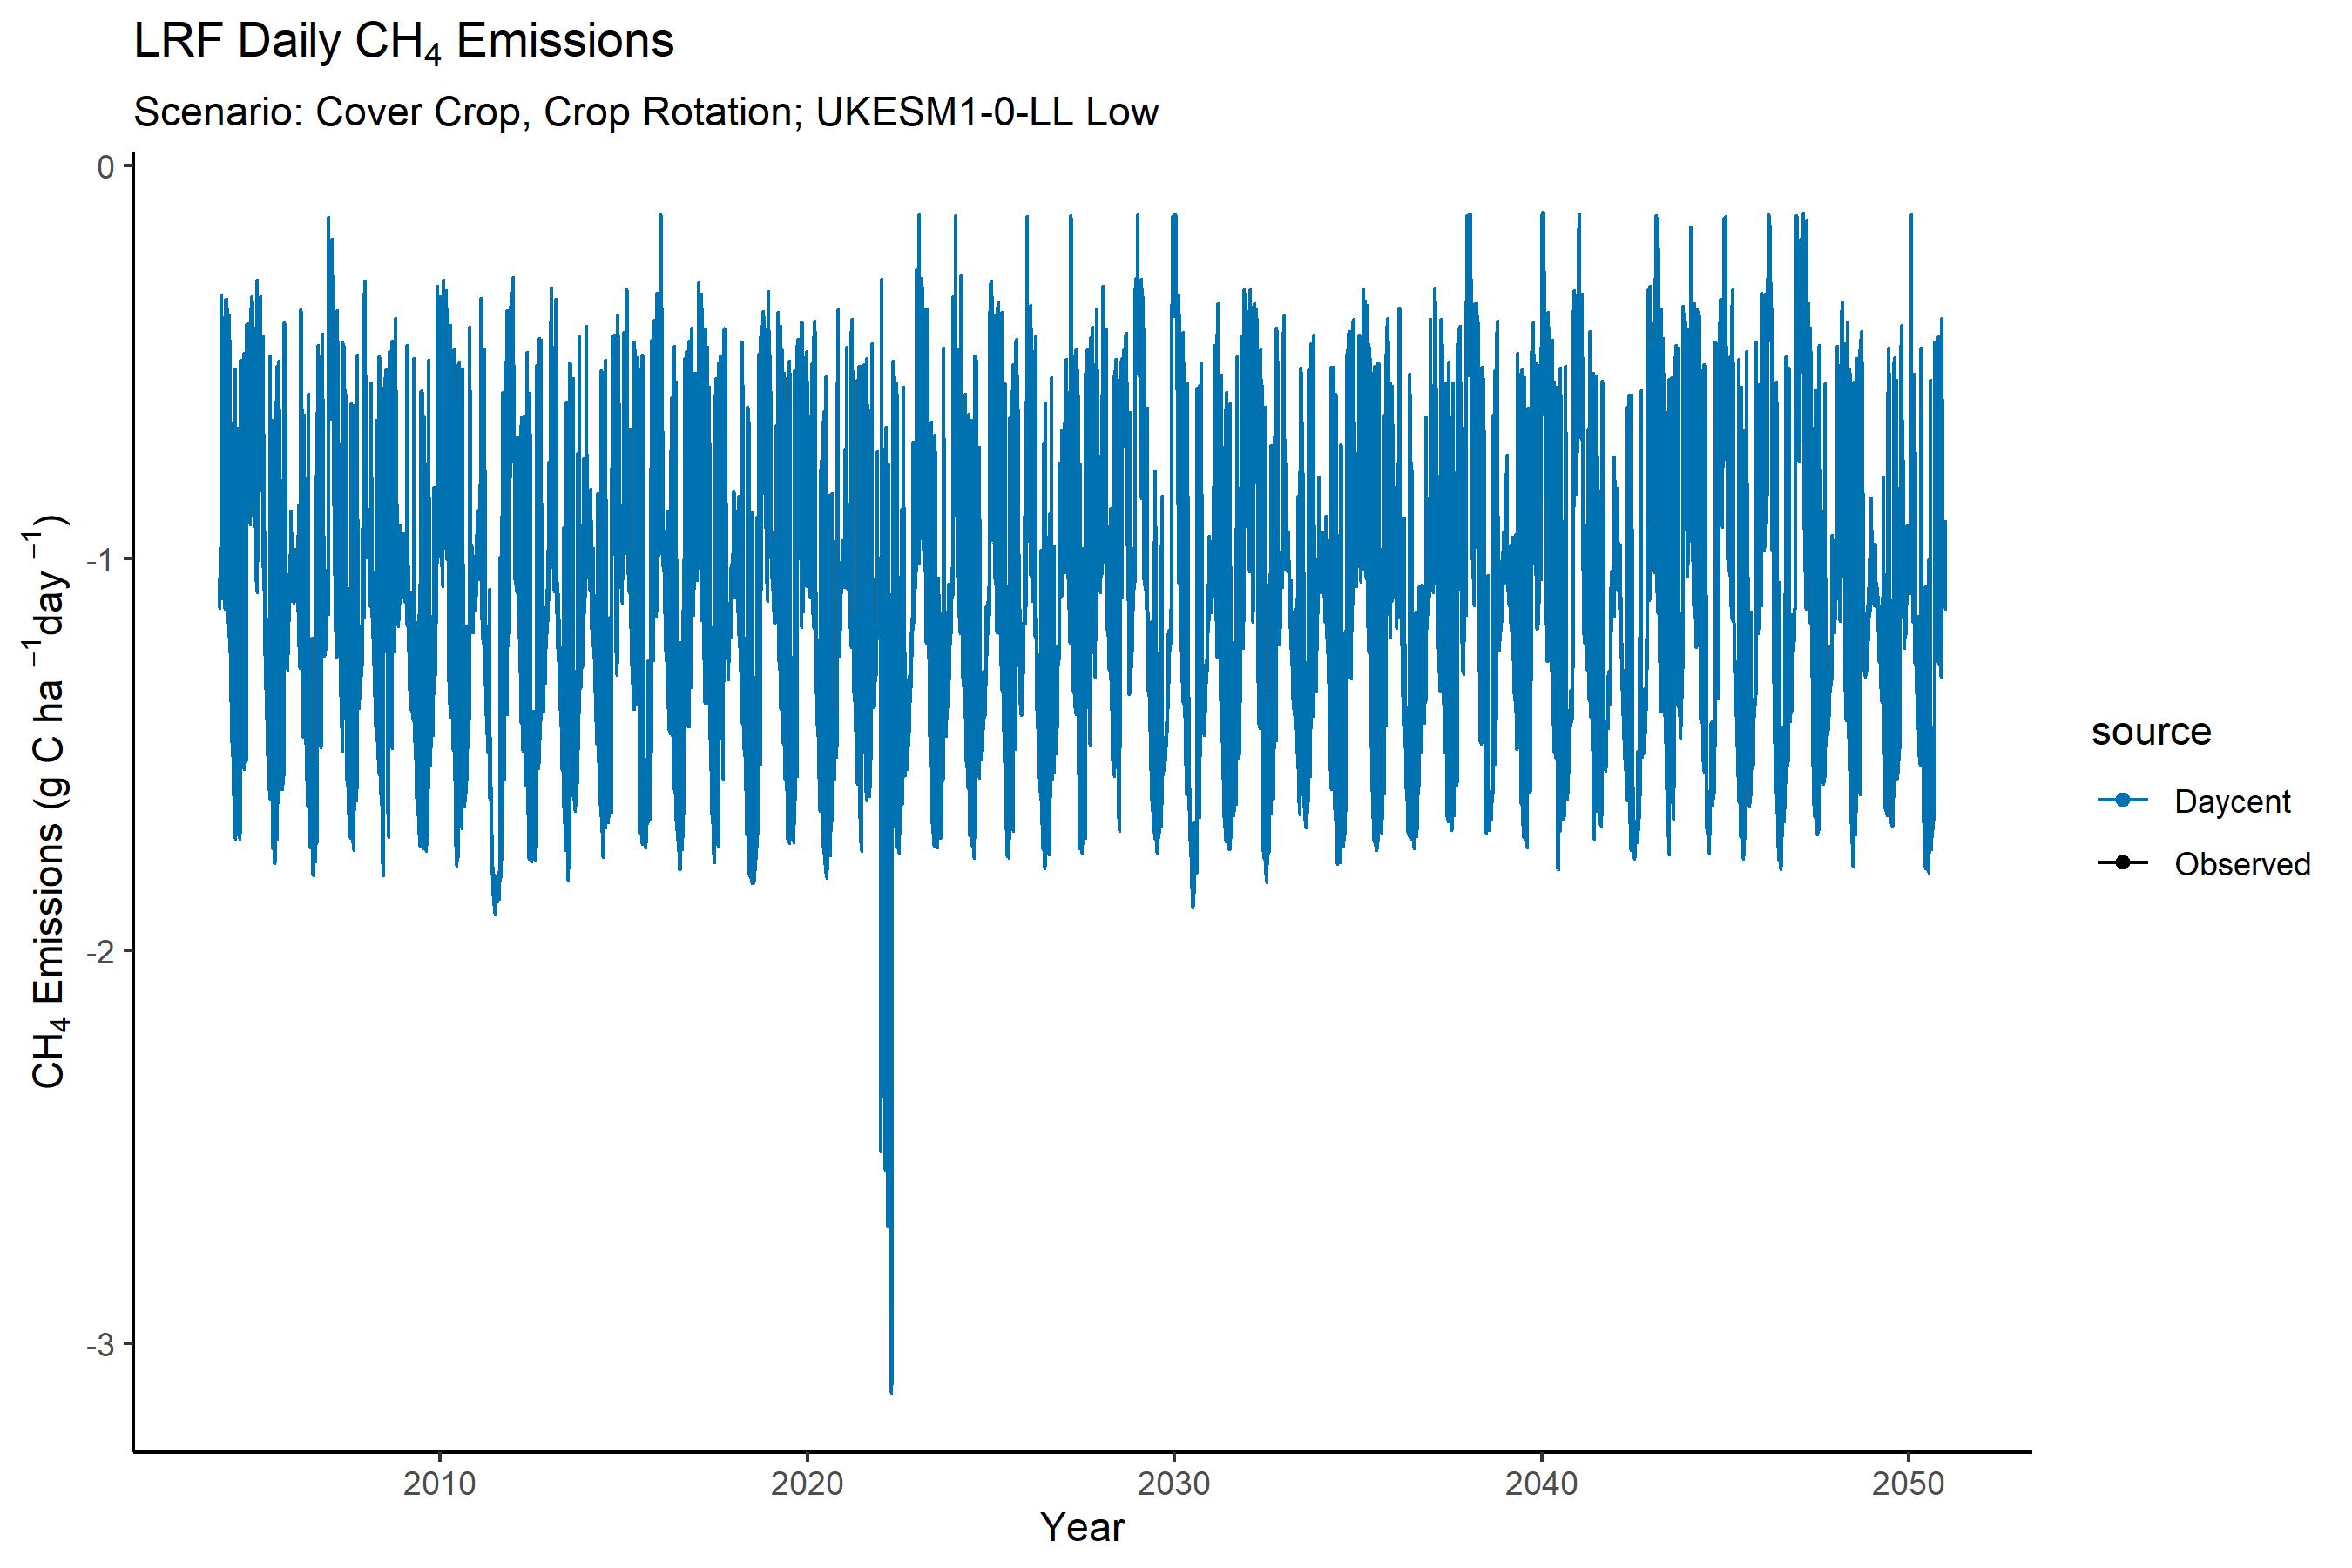 LRF Daily CH₄ Emissions
Scenario: Cover Crop, Crop Rotation; UKESM1-0-LL Low
CH₄ Emissions (g C ha ⁻¹day ⁻¹)
0
-1
-2
-3
2010 2020 2030 2040 2050
Year
source
Daycent
Observed